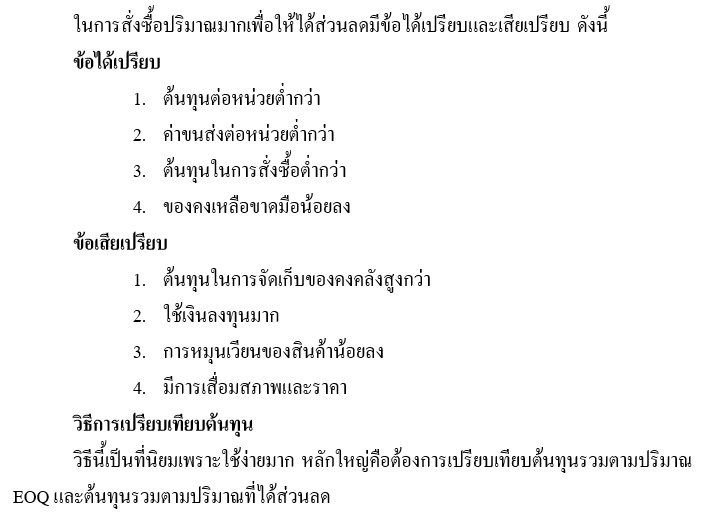 ในการสั่งซื้อปริมาณมากเพื่อให้ได้ส่วนลดมีข้อได้เปรียบและเสียเปรียบ ดังนี้
ข้อได้เปรียบ
1. ต้นทุนต่อหน่วยต่ำกว่า
2. ค่าขนส่งต่อหน่วยต่ำกว่า
3. ต้นทุนในการสั่งซื้อต่ำกว่า
4. ของคงเหลือขาดมือน้อยลง
ข้อเสียเปรียบ
1. ต้นทุนในการจัดเก็บของคงคลังสูงกว่า
2. ใช้เงินลงทุนมาก
3. การหมุนเวียนของสินค้าน้อยลง
4. มีการเสื่อมสภาพและราคา
วิธีการเปรียบเทียบต้นทุน
วิธีนี้เป็นที่นิยมเพราะใช้ง่ายมาก หลักใหญ่คือต้องการเปรียบเทียบต้นทุนรวมตามปริมาณ
EOQ และต้นทุนรวมตามปริมาณที่ได้ส่วนลด